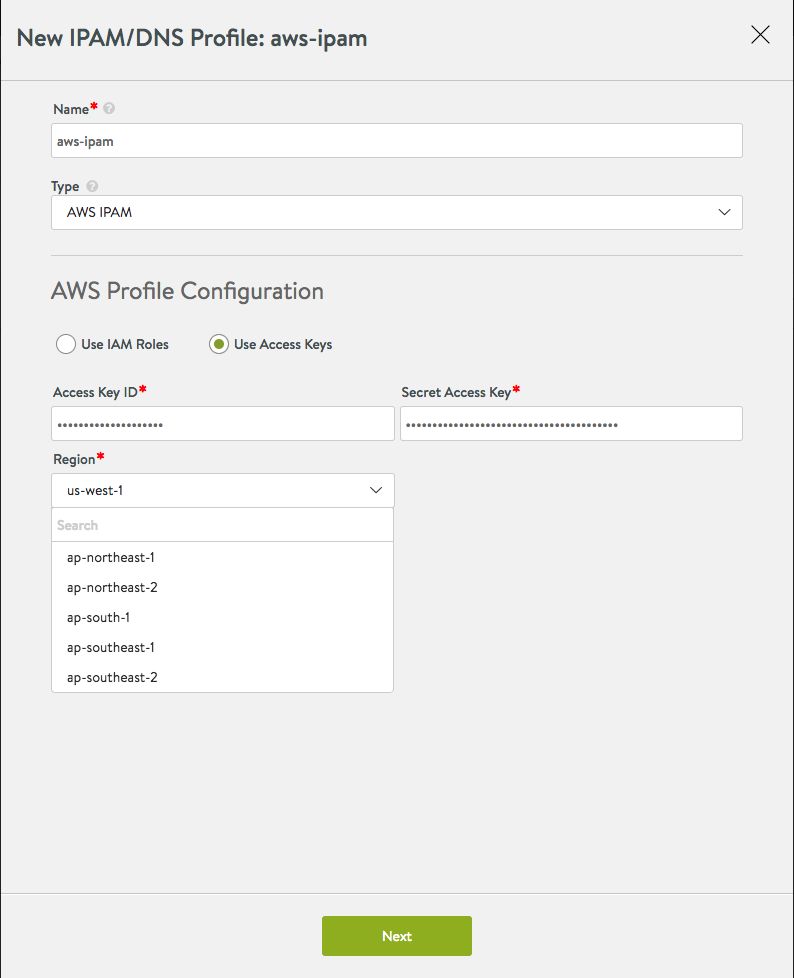 New IPAM/DNS Profile: aws-ipam
Name* ?
aws-ipam
Type ?
AWS IPAM
AWS Profile Configuration
Use IAM Roles Use Access Keys
Access Key ID* Secret Access Key*
•••••••••••••••••••• ••••••••••••••••••••••••••••••••••••••••
Region*
us-west-1
Search
ap-northeast-1
ap-northeast-2
ap-south-1
ap-southeast-1
ap-southeast-2
Next